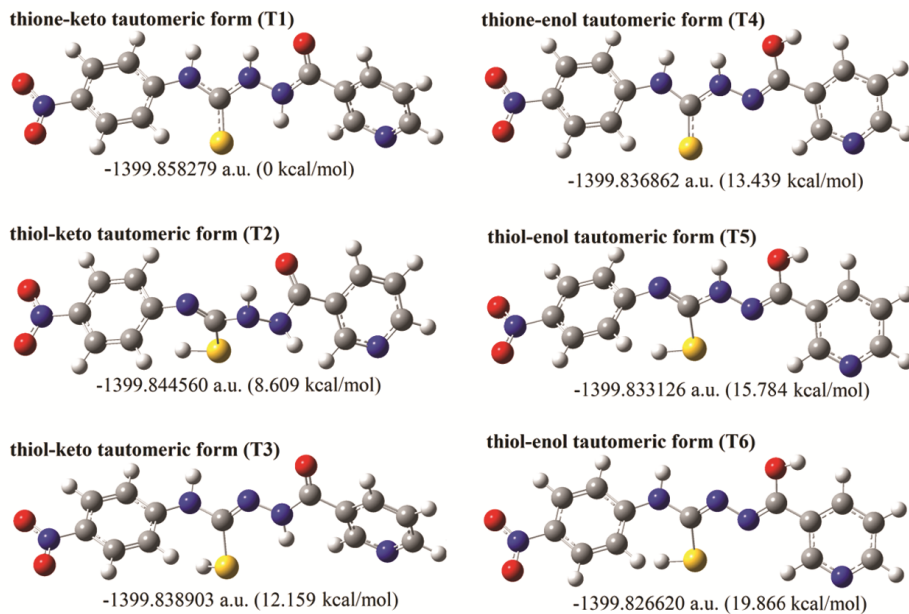 thione-keto tautomeric form (T1)
-1399.858279 a.u. (0 kcal/mol)
thione-enol tautomeric form (T4)
-1399.836862 a.u. (13.439 kcal/mol)
thiol-keto tautomeric form (T2)
-1399.844560 a.u. (8.609 kcal/mol)
thiol-enol tautomeric form (T5)
-1399.833126 a.u. (15.784 kcal/mol)
thiol-keto tautomeric form (T3)
-1399.838903 a.u. (12.159 kcal/mol)
thiol-enol tautomeric form (T6)
-1399.826620 a.u. (19.866 kcal/mol)